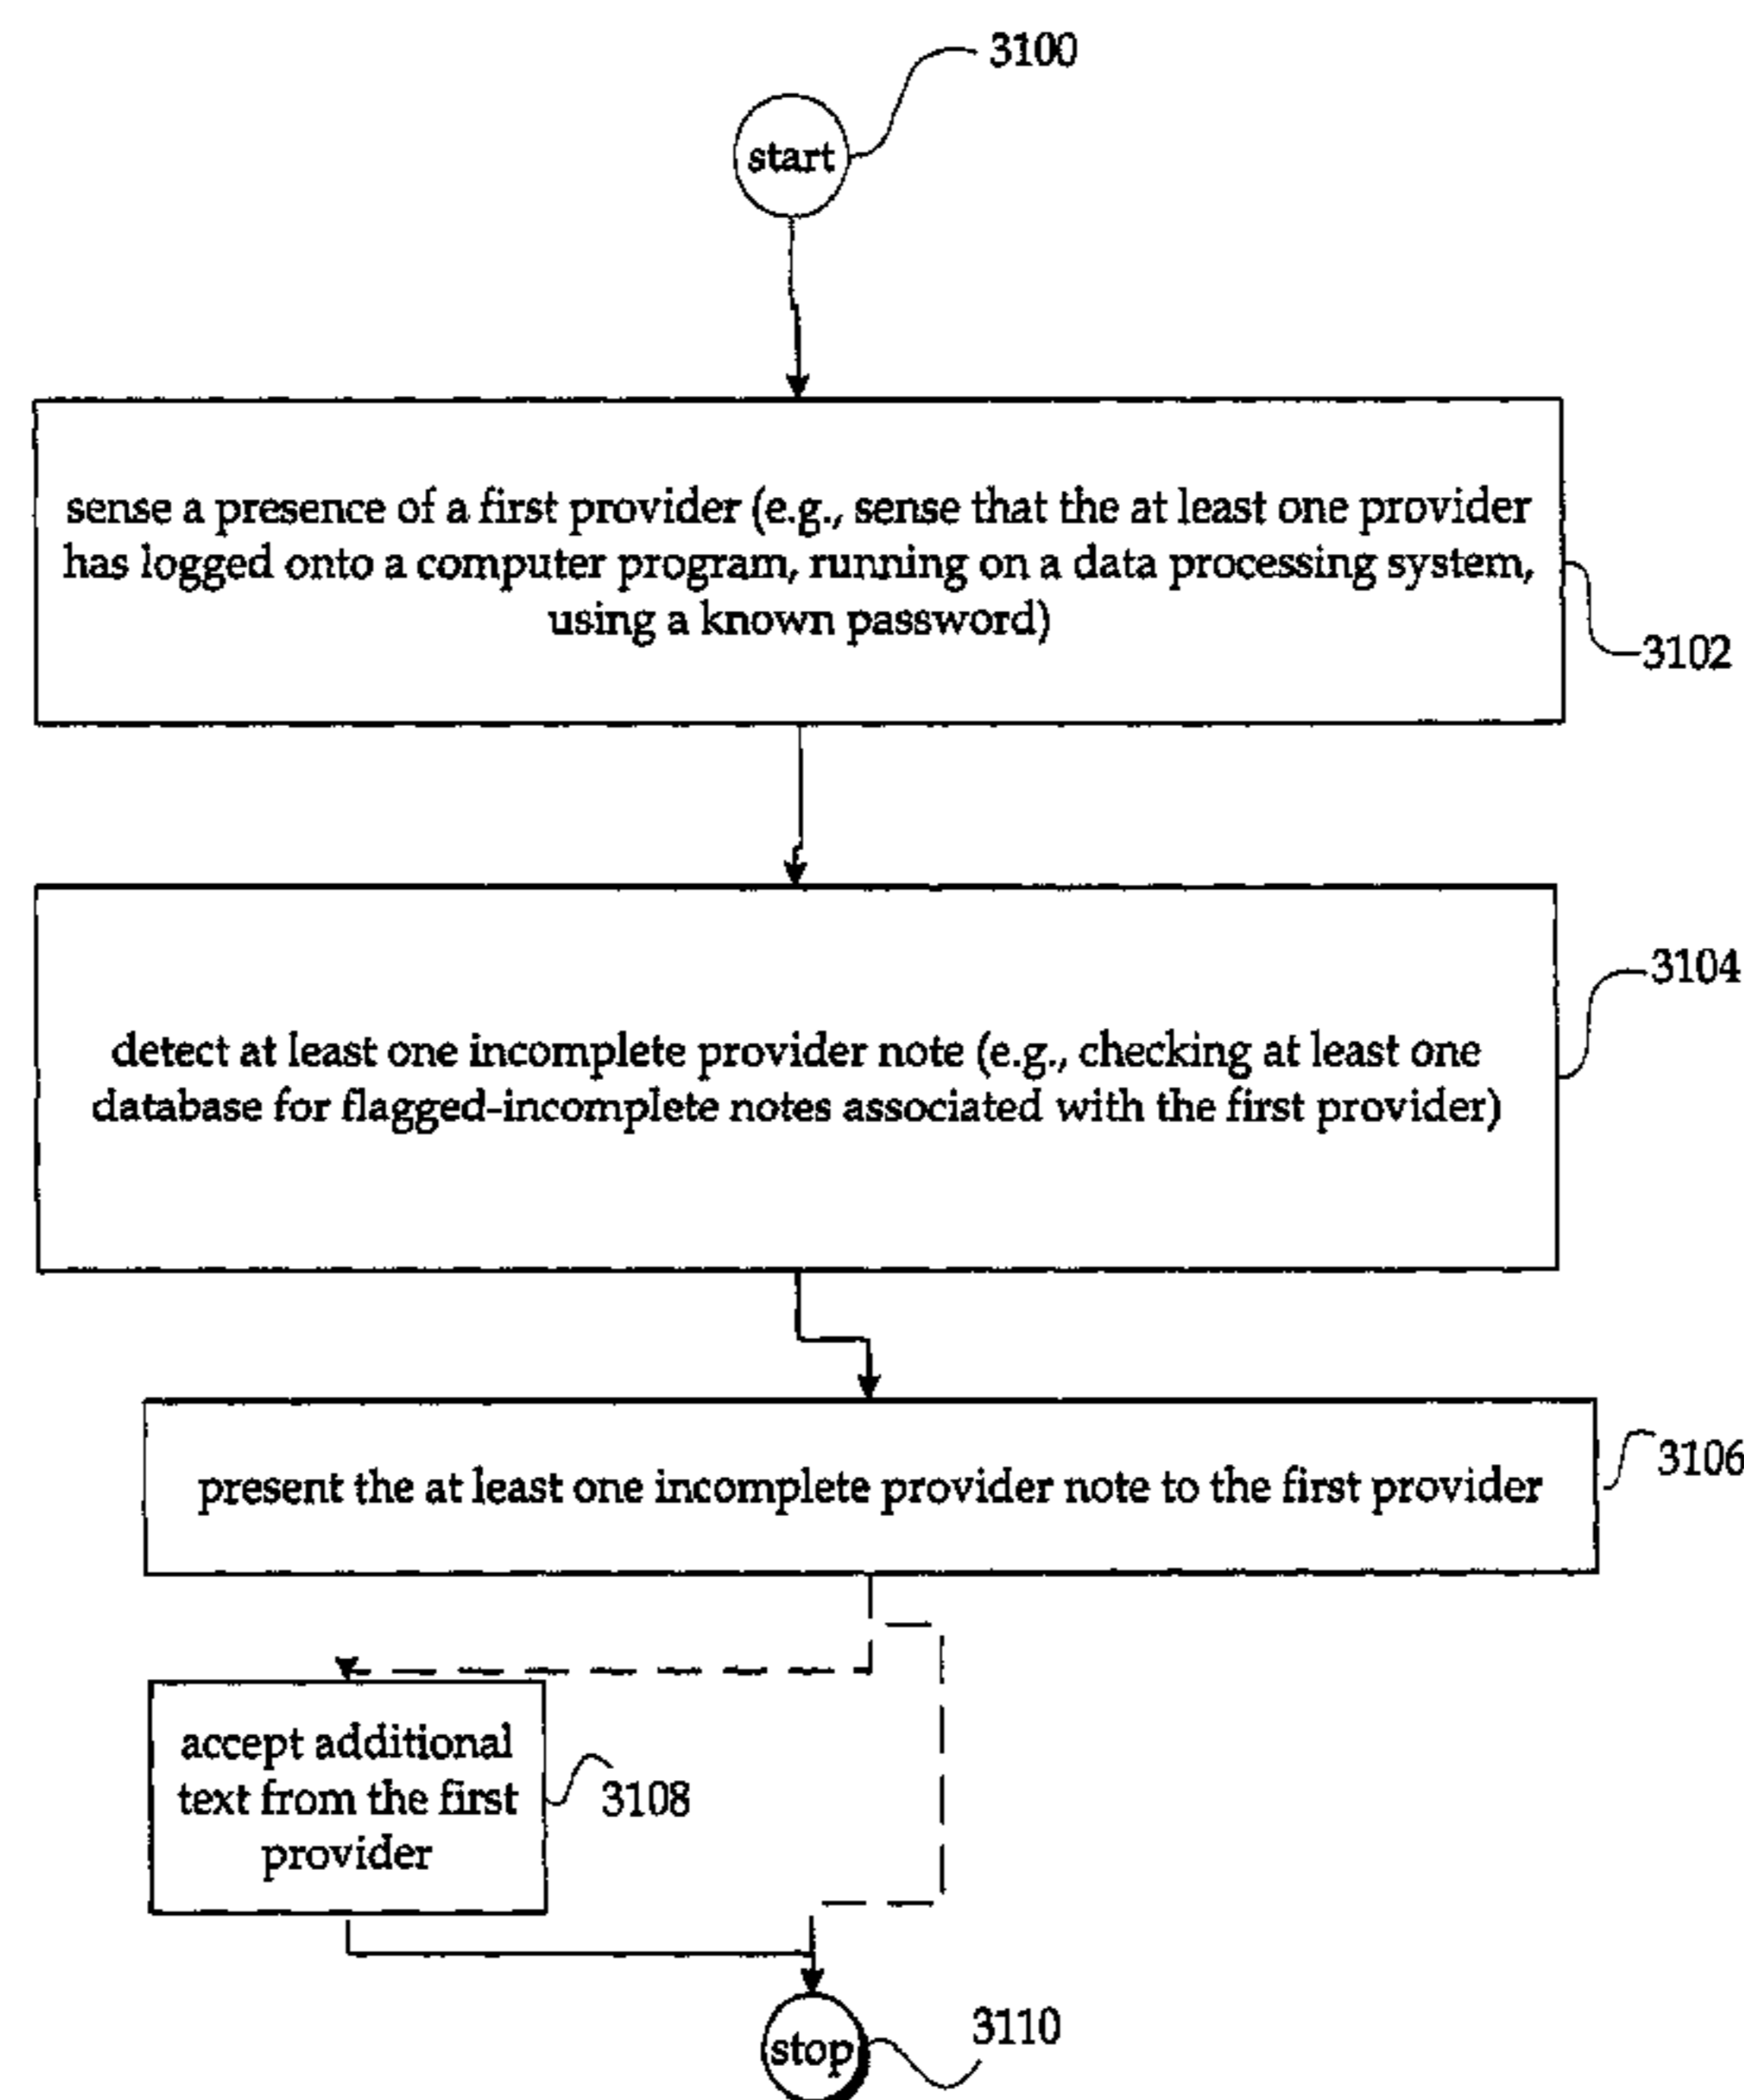 3100
start
sense a presence of a first provider (e.g., sense that the at least one provider
has logged onto a computer program, running on a data processing system,
using a known password)
3102
3104
detect at least one incomplete provider note (e.g., checking at least one
database for flagged-incomplete notes associated with the first provider)
3106
present the at least one incomplete provider note to the first provider
accept additional
text from the first
provider
3108
3110
stop